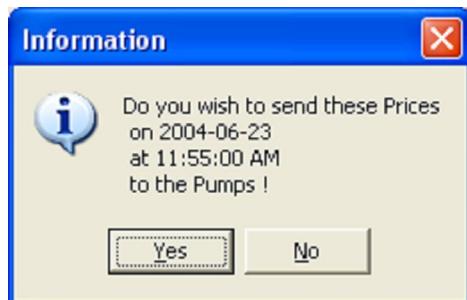 Information
Do you wish to send these Prices
on 2004-06-23
at 11:55:00 AM
to the Pumps !
Yes
No